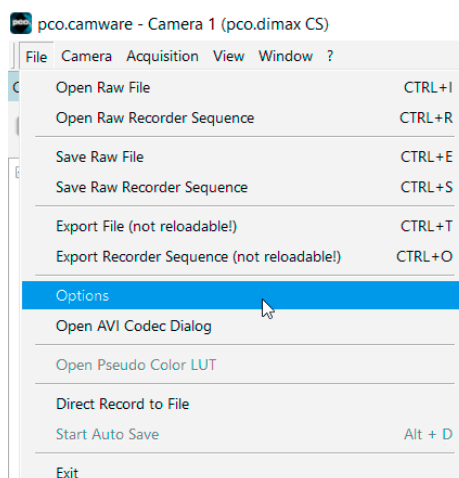 pco. pco.camware - Camera 1 (pco.dimax CS)
File Camera Acquisition View Window ?
Open Raw File CTRL+I
Open Raw Recorder Sequence CTRL+R
Save Raw File CTRL+E
Save Raw Recorder Sequence CTRL+S
Export File (not reloadable!) CTRL+T
Export Recorder Sequence (not reloadable!) CTRL+O
Options
Open AVI Codec Dialog
Open Pseudo Color LUT
Direct Record to File
Start Auto Save Alt + D
Exit